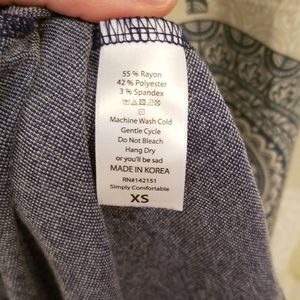 55 % Rayon
42 % Polyester
3 % Spandex
Machine Wash Cold
Gentle Cycle
Do Not Bleach
Hang Dry
or you'll be sad
MADE IN KOREA
RN#142151
Simply Comfortable
XS